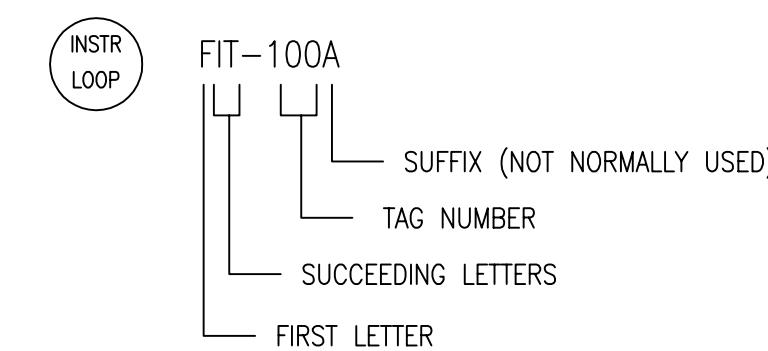 INSTR
LOOP
FIT-100A
SUFFIX (NOT NORMALLY USED)
TAG NUMBER
SUCCEEDING LETTERS
FIRST LETTER